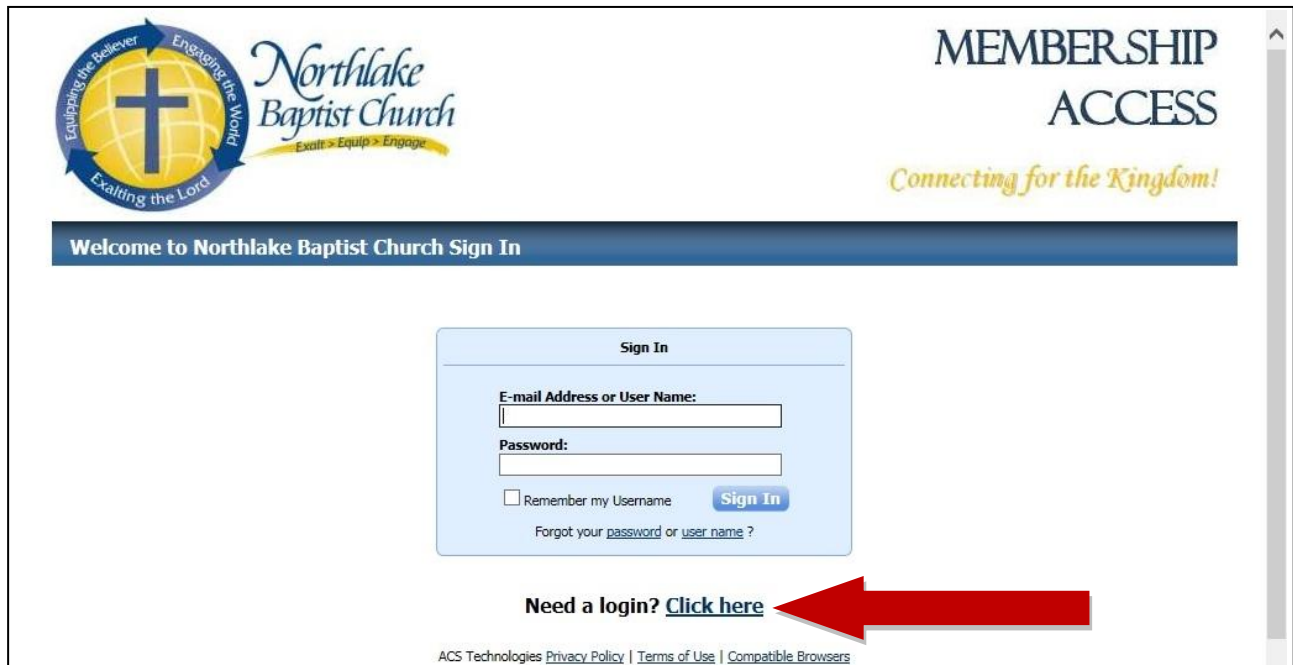 Equipping the Believer
Engaging the World
Exalting the Lord
Northlake
Baptist Church
Exalt > Equip > Engage
MEMBERSHIP
ACCESS
Connecting for the Kingdom!
Welcome to Northlake Baptist Church Sign In
Sign In
E-mail Address or User Name:
Password:
Remember my Username
Sign In
Forgot your password or user name ?
Need a login? Click here
ACS Technologies Privacy Policy | Terms of Use | Compatible Browsers